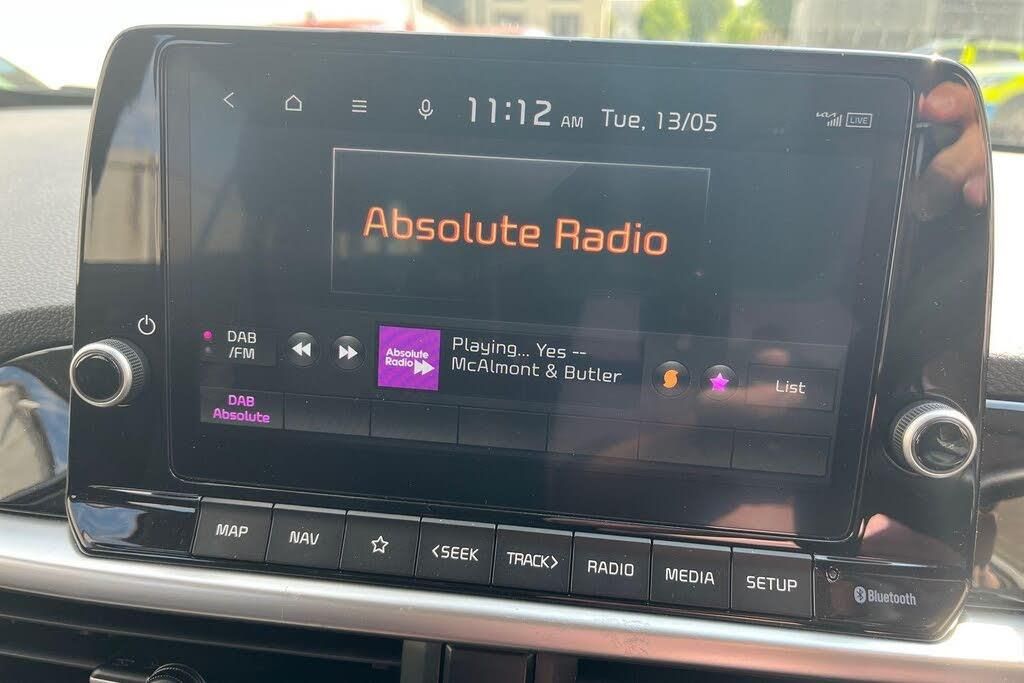 11:12 AM Tue, 13/05
LIVE
Absolute Radio
DAB
/FM
Absolute
Radio
Playing... Yes --
McAlmont & Butler
List
DAB
Absolute
MAP
NAV
<SEEK
TRACK>
RADIO
MEDIA
SETUP
Bluetooth